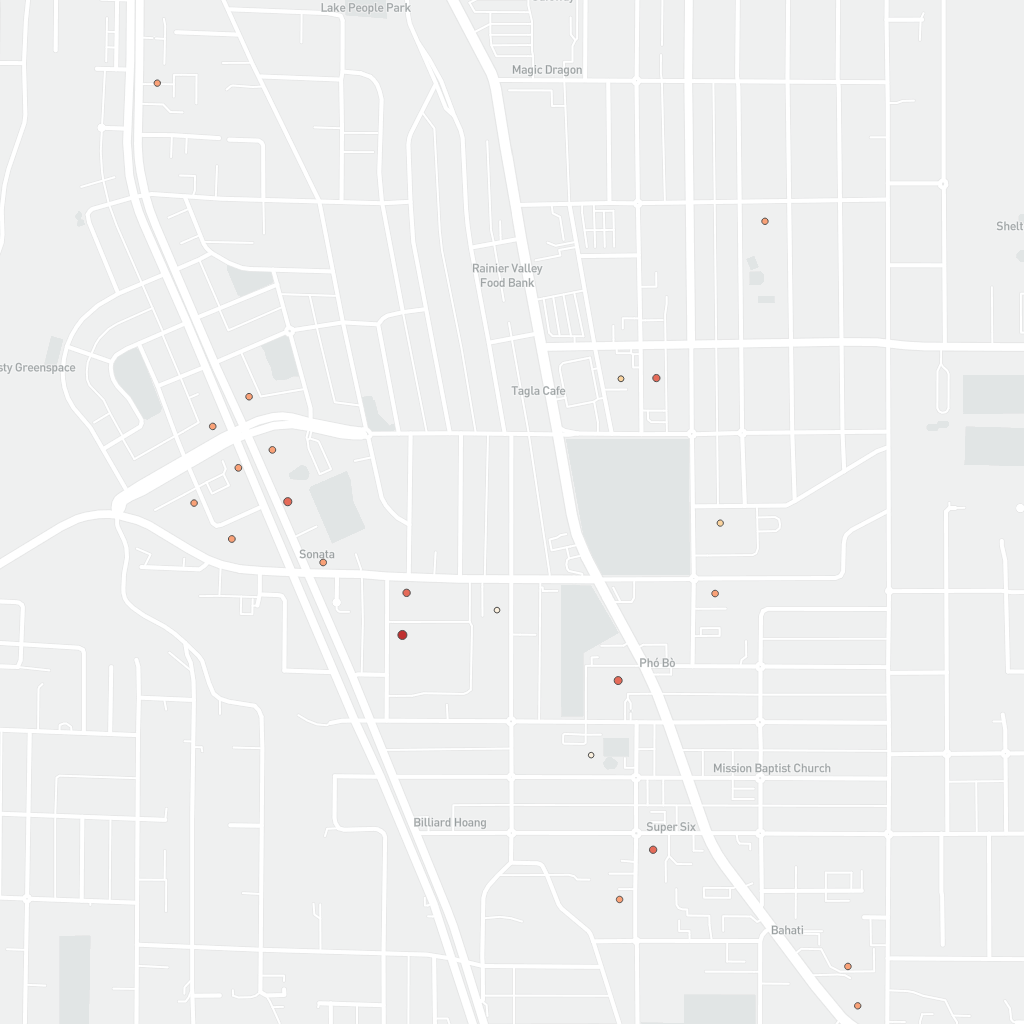 Lake People Park
Magic Dragon
Shelt
Rainier Valley
Food Bank
sty Greenspace
Tagla Cafe
Sonata
Phó Bò
Mission Baptist Church
Billiard Hoang
Super Six
Bahati